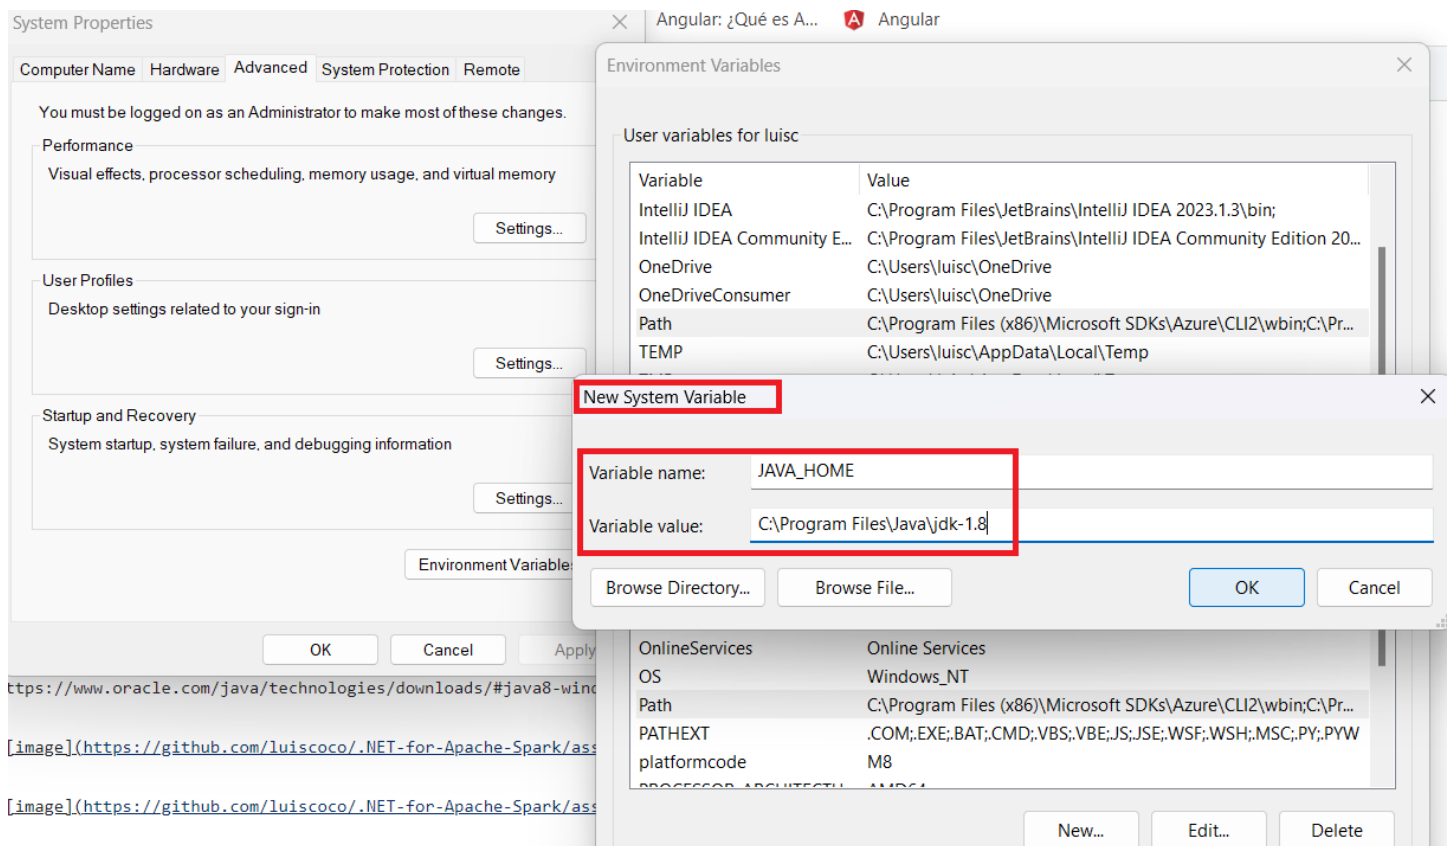 System Properties
Angular: ¿Qué es A...
Angular
Computer Name
Hardware
Advanced
System Protection
Remote
You must be logged on as an Administrator to make most of these changes.
Performance
Visual effects, processor scheduling, memory usage, and virtual memory
Settings...
User Profiles
Desktop settings related to your sign-in
Settings...
Startup and Recovery
System startup, system failure, and debugging information
Settings...
Environment Variable
OK
Cancel
Apply
ttps://www.oracle.com/java/technologies/downloads/#java8-wind
[image](https://github.com/luiscoco/.NET-for-Apache-Spark/ass
[image](https://github.com/luiscoco/.NET-for-Apache-Spark/ass
Environment Variables
User variables for luisc
Variable Value
IntelliJ IDEA C:\Program Files\JetBrains\IntelliJ IDEA 2023.1.3\bin;
IntelliJ IDEA Community E... C:\Program Files\JetBrains\IntelliJ IDEA Community Edition 20...
OneDrive C:\Users\luisc\OneDrive
OneDriveConsumer C:\Users\luisc\OneDrive
Path C:\Program Files (x86)\Microsoft SDKs\Azure\CLI2\wbin;C:\Pr...
TEMP C:\Users\luisc\AppData\Local\Temp
New System Variable
Variable name: JAVA_HOME
Variable value: C:\Program Files\Java\jdk-1.8
Browse Directory...
Browse File...
OK
Cancel
OnlineServices Online Services
OS Windows_NT
Path C:\Program Files (x86)\Microsoft SDKs\Azure\CLI2\wbin;C:\Pr...
PATHEXT .COM;.EXE;.BAT;.CMD;.VBS;.VBE;.JS;.JSE;.WSF;.WSH;.MSC;.PY;.PYW
platformcode M8
PROCESSOR_ARCHITECTU AMD64
New...
Edit...
Delete